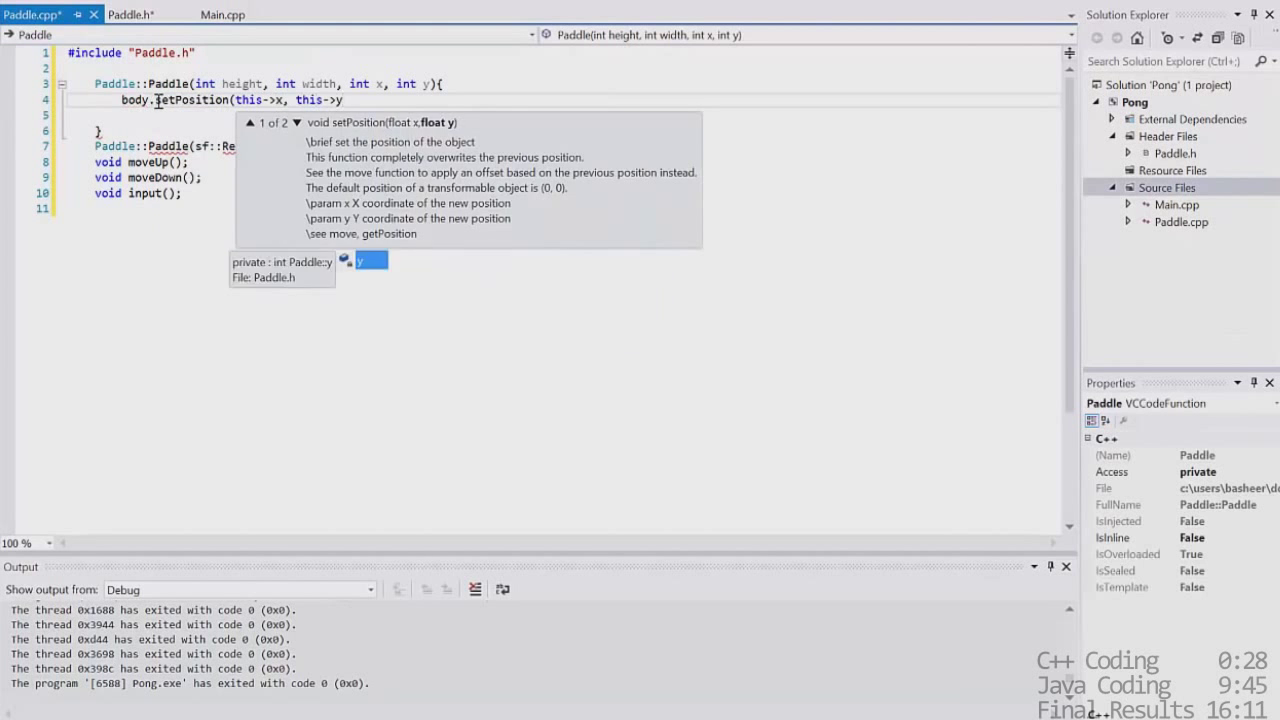 Paddle.cpp*
Paddle.h*
Main.cpp
Paddle
Paddle(int height, int width, int x, int y)
1 #include "Paddle.h"
2
3 Paddle::Paddle(int height, int width, int x, int y){
4 body.setPosition(this->x, this->y
5
6 }
7 Paddle::Paddle(sf::Re
8 void moveUp();
9 void moveDown();
10 void input();
11
1 of 2 void setPosition(float x,float y)
\brief set the position of the object
This function completely overwrites the previous position.
See the move function to apply an offset based on the previous position instead.
The default position of a transformable object is (0, 0).
\param x X coordinate of the new position
\param y Y coordinate of the new position
\see move, getPosition
private : int Paddle::y
File: Paddle.h
y
100 %
Output
Show output from: Debug
The thread 0x1688 has exited with code 0 (0x0).
The thread 0x3944 has exited with code 0 (0x0).
The thread 0xd44 has exited with code 0 (0x0).
The thread 0x3698 has exited with code 0 (0x0).
The thread 0x398c has exited with code 0 (0x0).
The program '[6588] Pong.exe' has exited with code 0 (0x0).
Solution Explorer
Search Solution Explorer (Ctrl+;)
Solution 'Pong' (1 project)
Pong
External Dependencies
Header Files
Paddle.h
Resource Files
Source Files
Main.cpp
Paddle.cpp
Properties
Paddle VCCodeFunction
C++
(Name) Paddle
Access private
File c:\users\basheer\do
FullName Paddle::Paddle
IsInjected False
IsInline False
IsOverloaded True
IsSealed False
IsTemplate False
C++ Coding 0:28
Java Coding 9:45
Final Results 16:11
C++